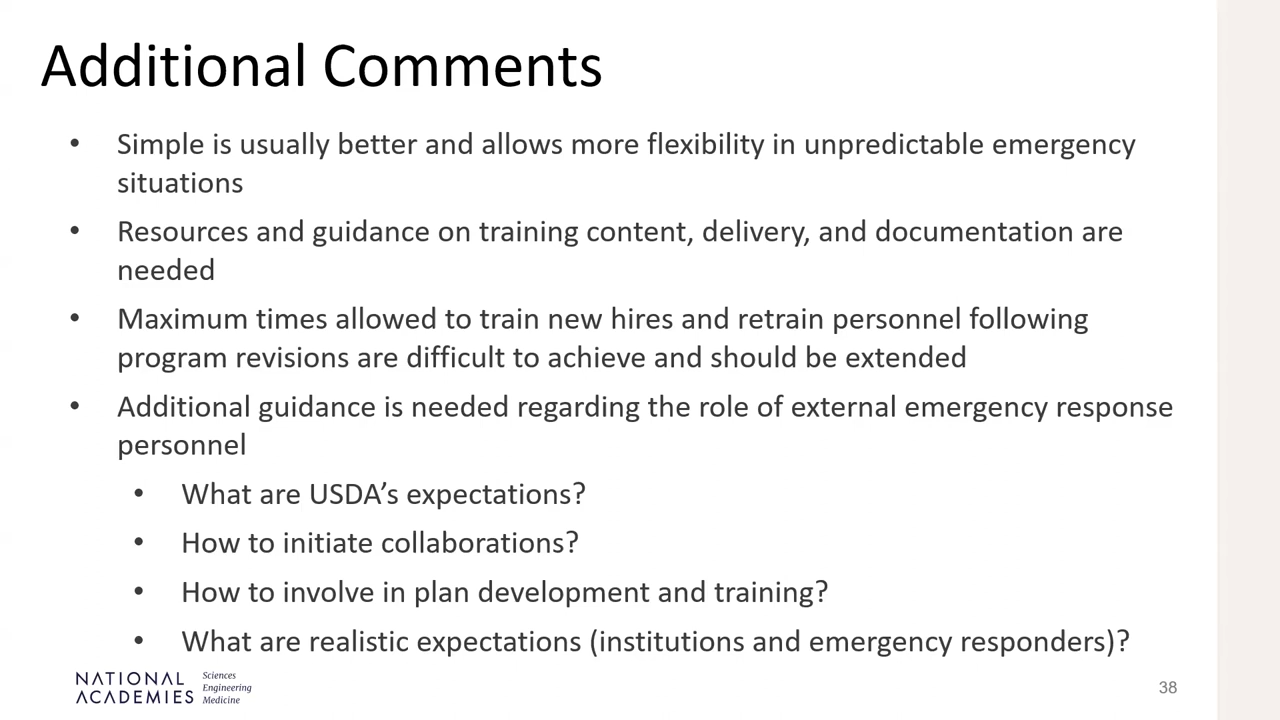 Additional Comments
• Simple is usually better and allows more flexibility in unpredictable emergency
situations
• Resources and guidance on training content, delivery, and documentation are
needed
• Maximum times allowed to train new hires and retrain personnel following
program revisions are difficult to achieve and should be extended
• Additional guidance is needed regarding the role of external emergency response
personnel
• What are USDA’s expectations?
• How to initiate collaborations?
• How to involve in plan development and training?
• What are realistic expectations (institutions and emergency responders)?
NATIONAL
ACADEMIES
Sciences
Engineering
Medicine
38